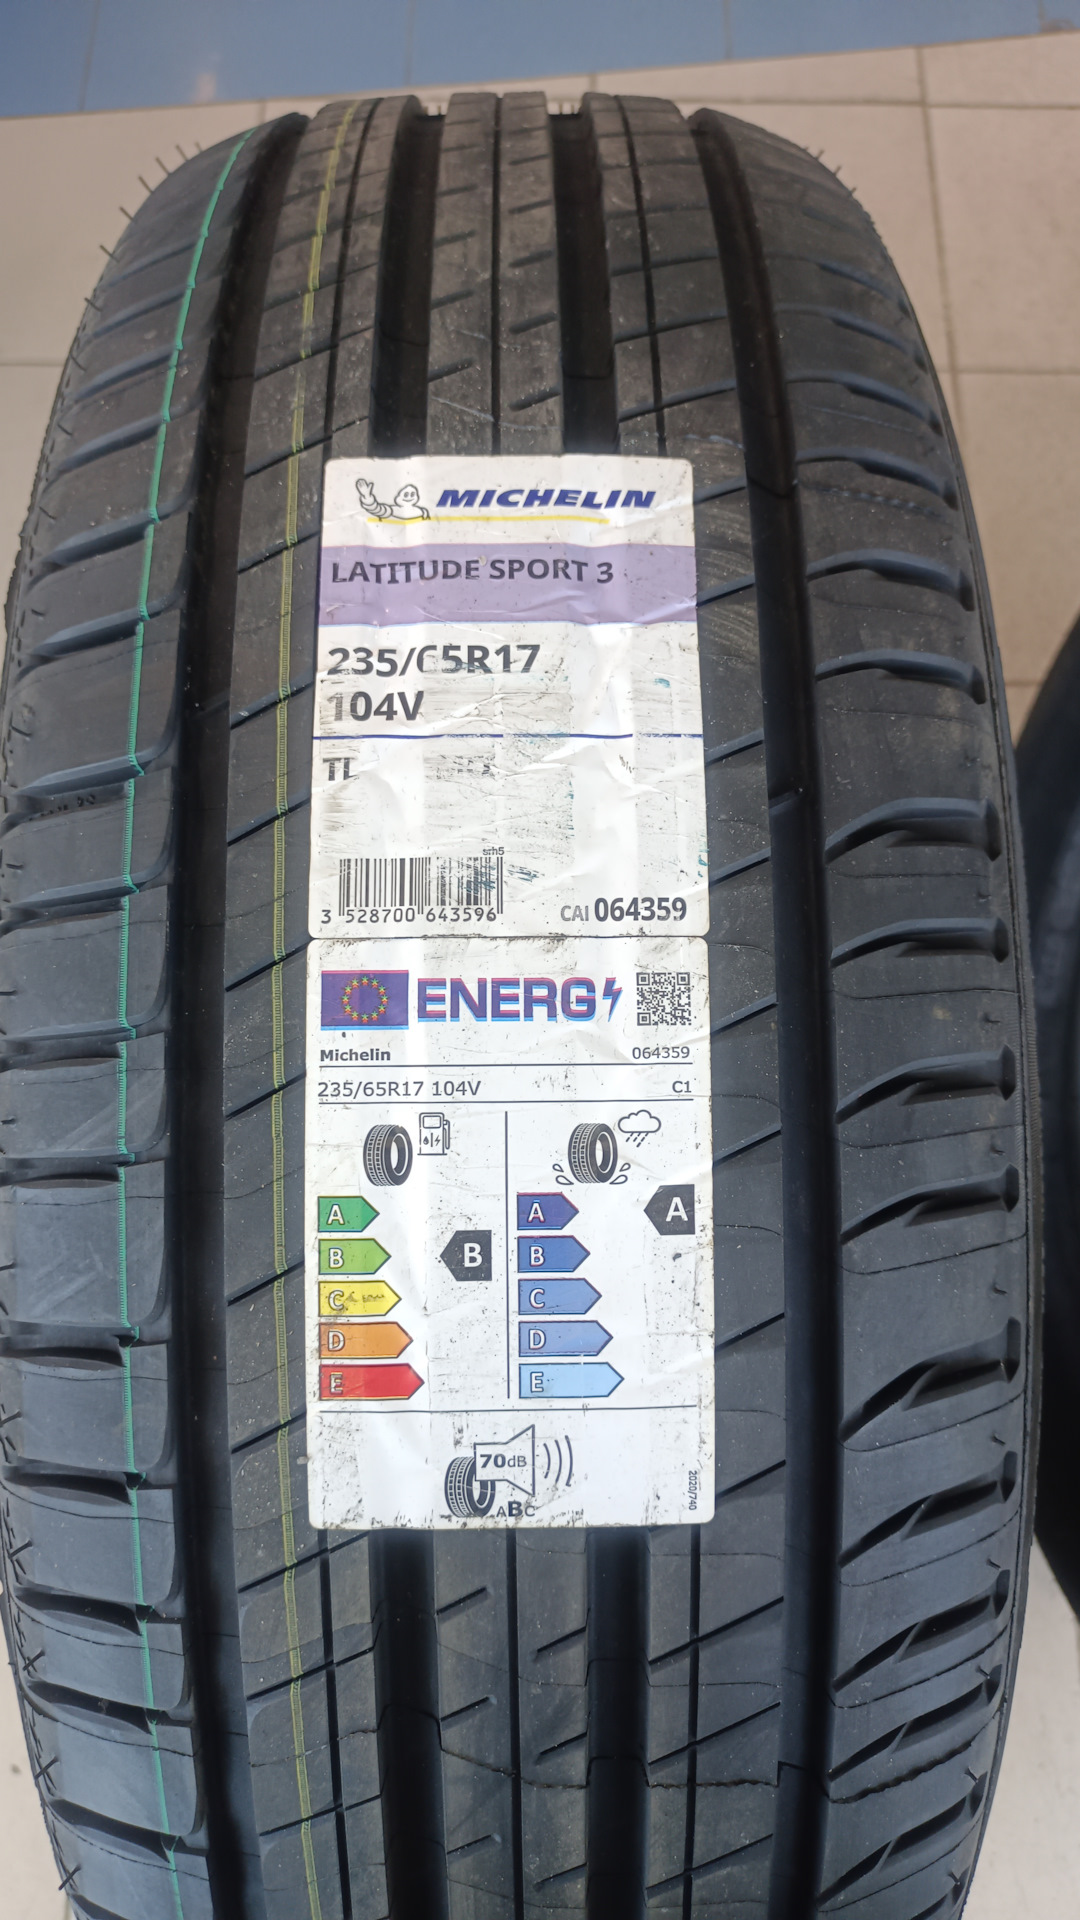 MICHELIN
LATITUDE SPORT 3
235/65R17
104V
TL
srh5
3 528700 643596
CAI 064359
ENERG
Michelin 064359
235/65R17 104V C1
A A A
B B B
C C
D D
E E
70dB
ABC
2020/740